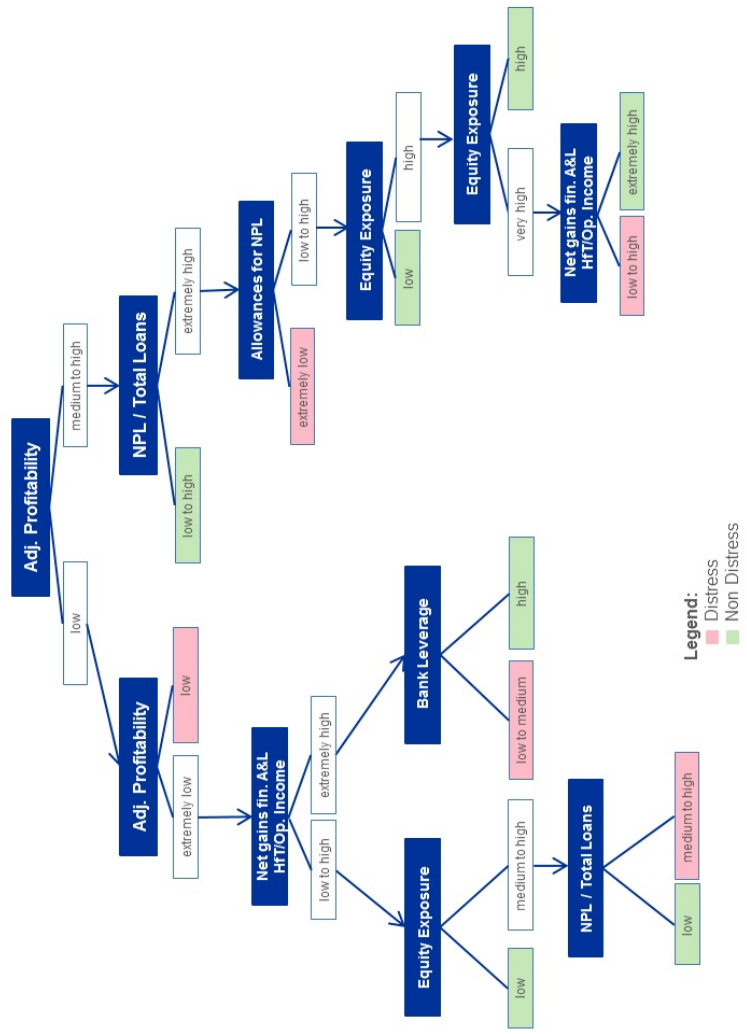 Adj. Profitability
low
medium to high
Adj. Profitability
NPL / Total Loans
extremely low
low
low to high
extremely high
Net gains fin. A&L
HfT/Op. Income
Allowances for NPL
low to high
extremely high
extremely low
low to high
Equity Exposure
Bank Leverage
Equity Exposure
low
high
Equity Exposure
low
medium to high
low to medium
high
very high
high
NPL / Total Loans
Net gains fin. A&L
HfT/Op. Income
low
medium to high
low to high
extremely high
Legend:
Distress
Non Distress